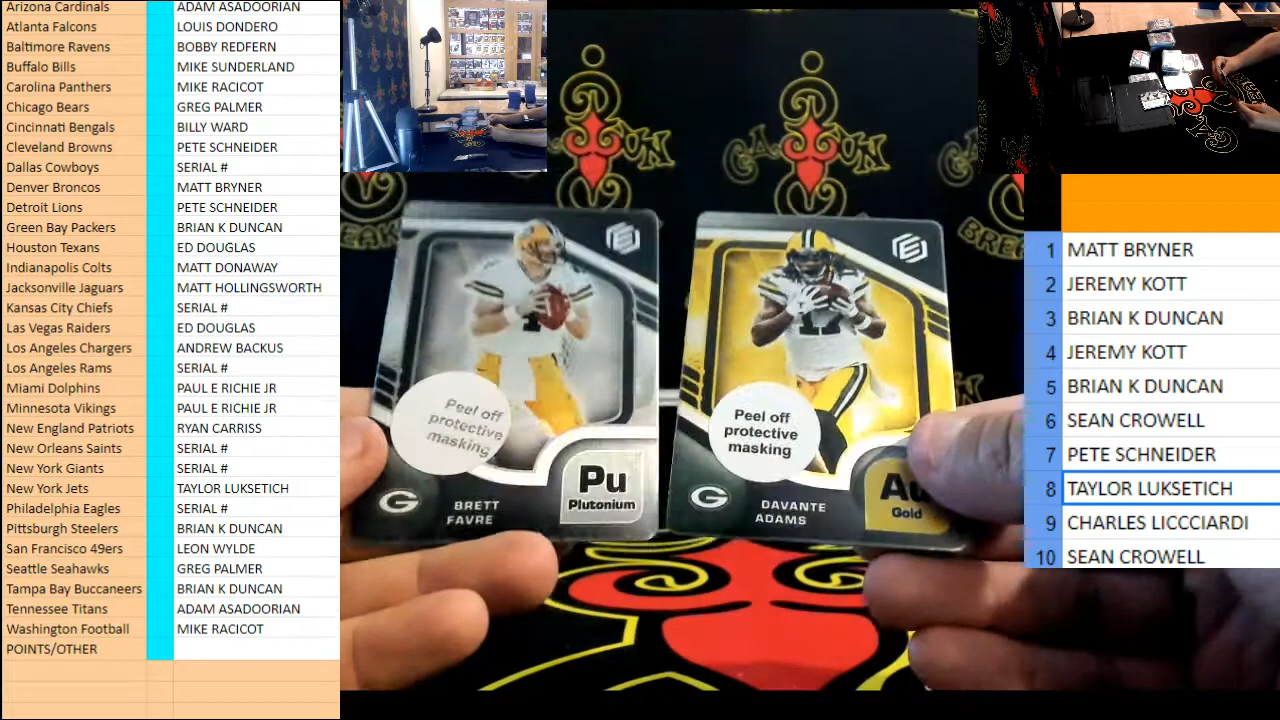 Arizona Cardinals ADAM ASADOORIAN
Atlanta Falcons LOUIS DONDERO
Baltimore Ravens BOBBY REDFERN
Buffalo Bills MIKE SUNDERLAND
Carolina Panthers MIKE RACICOT
Chicago Bears GREG PALMER
Cincinnati Bengals BILLY WARD
Cleveland Browns PETE SCHNEIDER
Dallas Cowboys SERIAL #
Denver Broncos MATT BRYNER
Detroit Lions PETE SCHNEIDER
Green Bay Packers BRIAN K DUNCAN
Houston Texans ED DOUGLAS
Indianapolis Colts MATT DONAWAY
Jacksonville Jaguars MATT HOLLINGSWORTH
Kansas City Chiefs SERIAL #
Las Vegas Raiders ED DOUGLAS
Los Angeles Chargers ANDREW BACKUS
Los Angeles Rams SERIAL #
Miami Dolphins PAUL E RICHIE JR
Minnesota Vikings PAUL E RICHIE JR
New England Patriots RYAN CARRISS
New Orleans Saints SERIAL #
New York Giants SERIAL #
New York Jets TAYLOR LUKSETICH
Philadelphia Eagles SERIAL #
Pittsburgh Steelers BRIAN K DUNCAN
San Francisco 49ers LEON WYLDE
Seattle Seahawks GREG PALMER
Tampa Bay Buccaneers BRIAN K DUNCAN
Tennessee Titans ADAM ASADOORIAN
Washington Football MIKE RACICOT
POINTS/OTHER
Peel off
protective
masking
Pu
Plutonium
G
BRETT
FAVRE
Peel off
protective
masking
Gold
G
DAVANTE
ADAMS
1 MATT BRYNER
2 JEREMY KOTT
3 BRIAN K DUNCAN
4 JEREMY KOTT
5 BRIAN K DUNCAN
6 SEAN CROWELL
7 PETE SCHNEIDER
8 TAYLOR LUKSETICH
9 CHARLES LICCCIARDI
10 SEAN CROWELL